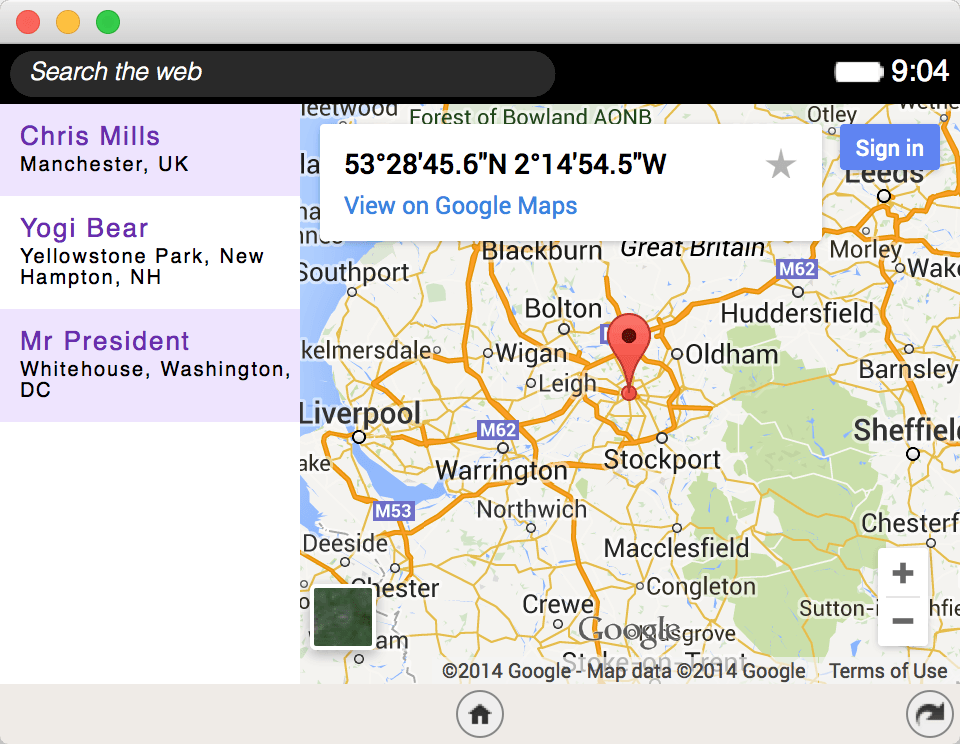 Search the web
9:04
Chris Mills
Manchester, UK
Yogi Bear
Yellowstone Park, New
Hampton, NH
Mr President
Whitehouse, Washington,
DC
leetwood
Forest of Bowland AONB
Otley
53°28'45.6"N 2°14'54.5"W
View on Google Maps
Sign in
Leeds
Blackburn
Great Britain
Morley
Southport
M62
Wake
Bolton
Huddersfield
kelmersdale
Wigan
Oldham
Leigh
Barnsley
Liverpool
M62
Sheffiel
ake
Warrington
Stockport
M53
Northwich
Chesterf
Deeside
Macclesfield
Chester
Congleton
+
Crewe
Sutton-i
hfie
Google
dsgrove
−
am
Stoke-on-Trent
©2014 Google - Map data ©2014 Google
Terms of Use